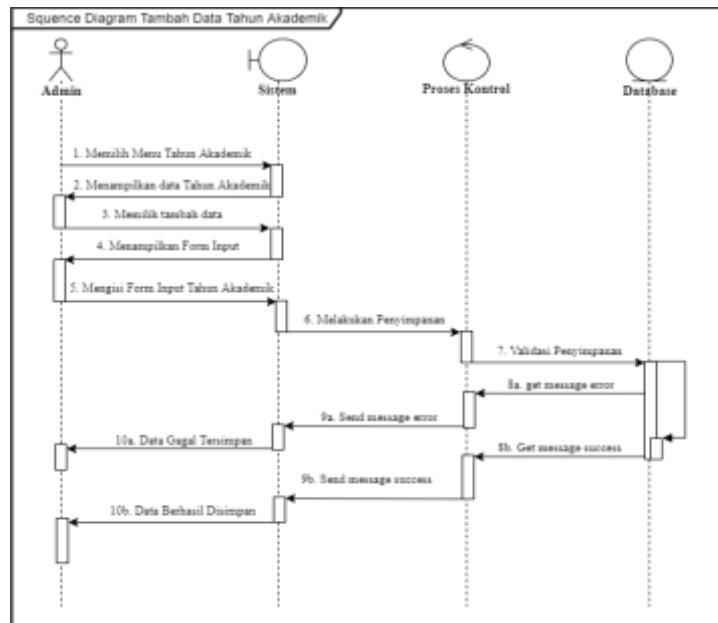 Squence Diagram Tambah Data Tahun Akademik
Admin
Sistem
Proses Kontrol
Database
1. Memilih Menu Tahun Akademik
2. Menampilkan data Tahun Akademik
3. Memilih tambah data
4. Menampilkan Form Input
5. Mengisi Form Input Tahun Akademik
6. Melakukan Penyimpanan
7. Validasi Penyimpanan
8a. get message error
9a. Send message error
10a. Data Gagal Tersimpan
8b. Get message success
9b. Send message success
10b. Data Berhasil Disimpan